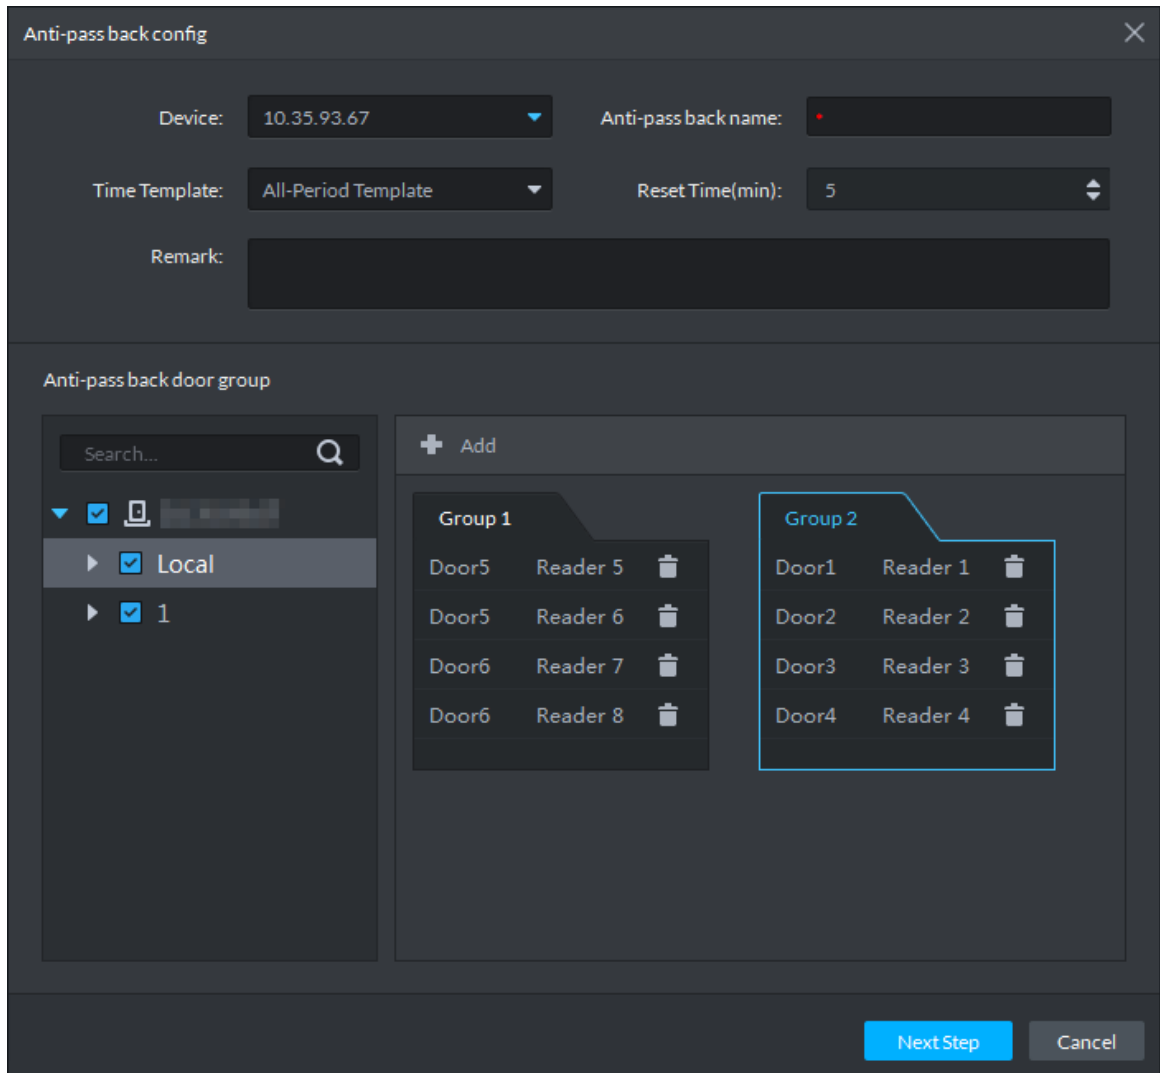 Anti-pass back config
Device: 10.35.93.67 Anti-pass back name:
Time Template: All-Period Template Reset Time(min): 5
Remark:
Anti-pass back door group
Search...
Local
1
Add
Group 1
Door5 Reader 5
Door5 Reader 6
Door6 Reader 7
Door6 Reader 8
Group 2
Door1 Reader 1
Door2 Reader 2
Door3 Reader 3
Door4 Reader 4
Next Step Cancel